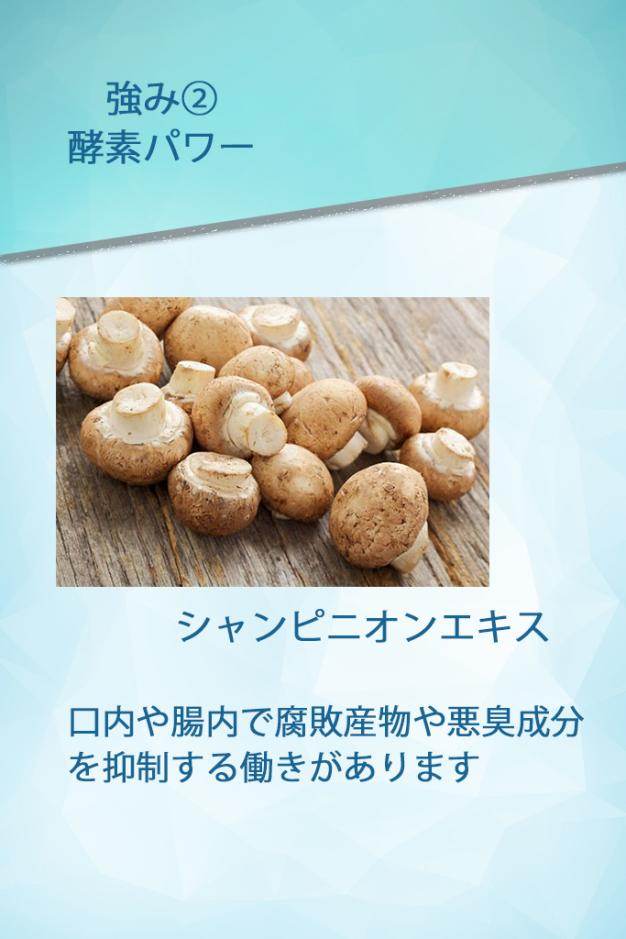 強み②
酵素パワー
シャンピニオンエキス
口内や腸内で腐敗産物や悪臭成分
を抑制する働きがあります